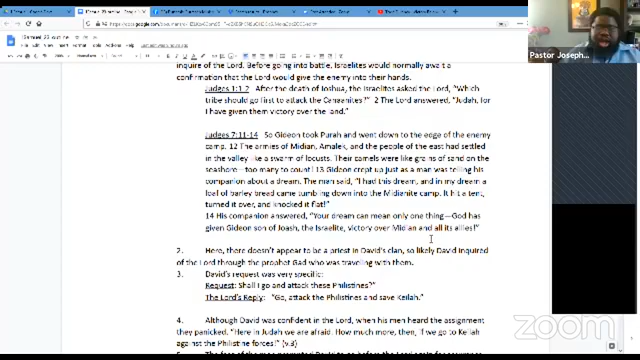 Pastor Joseph...
inquire of the Lord. Before going into battle, Israelites would normally await a
confirmation that the Lord would give the enemy into their hands.
Judges 1:1-2 After the death of Joshua, the Israelites asked the Lord, "Which
tribe should go first to attack the Canaanites?" 2 The Lord answered, "Judah, for
I have given them victory over the land."
Judges 7:11-14 So Gideon took Purah and went down to the edge of the enemy
camp. 12 The armies of Midian, Amalek, and the people of the east had settled
in the valley like a swarm of locusts. Their camels were like grains of sand on the
seashore—too many to count! 13 Gideon crept up just as a man was telling his
companion about a dream. The man said, "I had this dream, and in my dream a
loaf of barley bread came tumbling down into the Midianite camp. It hit a tent,
turned it over, and knocked it flat!"
14 His companion answered, "Your dream can mean only one thing—God has
given Gideon son of Joash, the Israelite, victory over Midian and all its allies!"
2. Here, there doesn't appear to be a priest in David's clan, so likely David inquired
of the Lord through the prophet Gad who was traveling with them.
3. David's request was very specific:
Request: Shall I go and attack these Philistines?"
The Lord's Reply: "Go, attack the Philistines and save Keilah."
4. Although David was confident in the Lord, when his men heard the assignment
they panicked. "Here in Judah we are afraid. How much more, then, if we go to Keilah
against the Philistine forces!" (v.3)
zoom